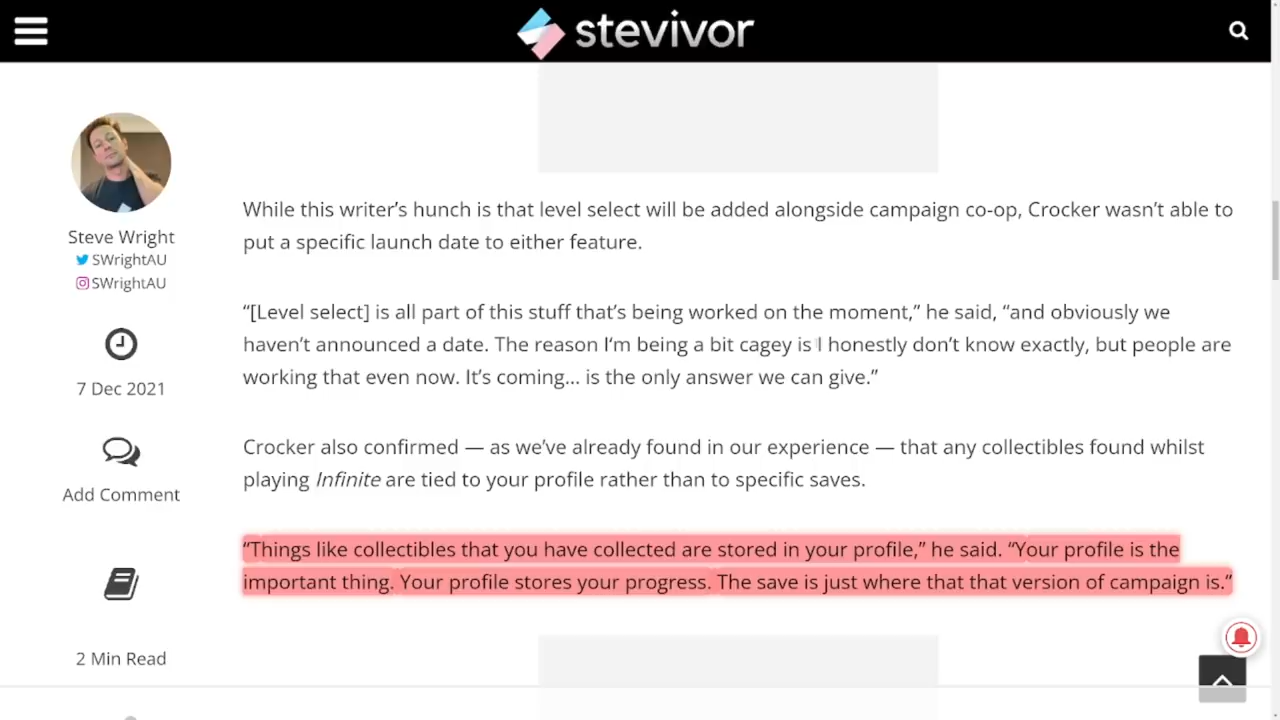 stevivor
Steve Wright
SWrightAU
SWrightAU
7 Dec 2021
Add Comment
2 Min Read
While this writer’s hunch is that level select will be added alongside campaign co-op, Crocker wasn’t able to
put a specific launch date to either feature.
“[Level select] is all part of this stuff that’s being worked on the moment,” he said, “and obviously we
haven’t announced a date. The reason I’m being a bit cagey is I honestly don’t know exactly, but people are
working that even now. It’s coming… is the only answer we can give.”
Crocker also confirmed — as we’ve already found in our experience — that any collectibles found whilst
playing Infinite are tied to your profile rather than to specific saves.
“Things like collectibles that you have collected are stored in your profile,” he said. “Your profile is the
important thing. Your profile stores your progress. The save is just where that that version of campaign is.”